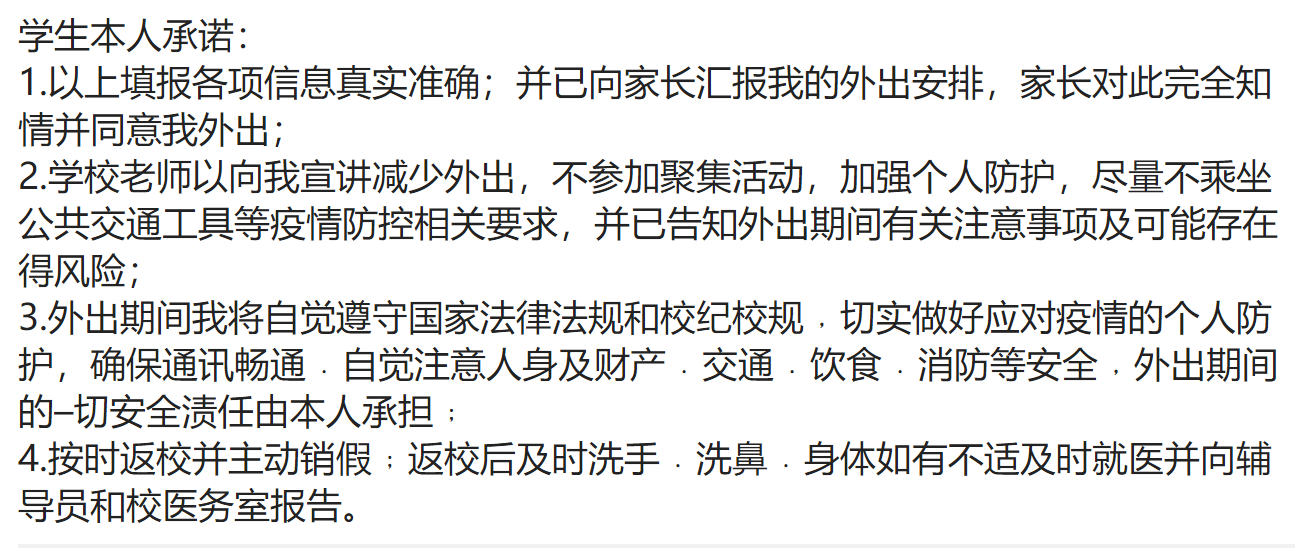 学生本人承诺：
1.以上填报各项信息真实准确；并已向家长汇报我的外出安排，家长对此完全知
情并同意我外出；
2.学校老师以向我宣讲减少外出，不参加聚集活动，加强个人防护，尽量不乘坐
公共交通工具等疫情防控相关要求，并已告知外出期间有关注意事项及可能存在
得风险；
3.外出期间我将自觉遵守国家法律法规和校纪校规﹐切实做好应对疫情的个人防
护，确保通讯畅通﹒自觉注意人身及财产﹒交通﹒饮食﹒消防等安全﹐外出期间
的–切安全渍任由本人承担﹔
4.按时返校并主动销假﹔返校后及时洗手﹒洗鼻﹒身体如有不适及时就医并向辅
导员和校医务室报告。